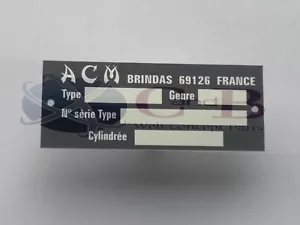 ACM BRINDAS 69126 FRANCE
Type Genre
N° série Type
Cylindrée